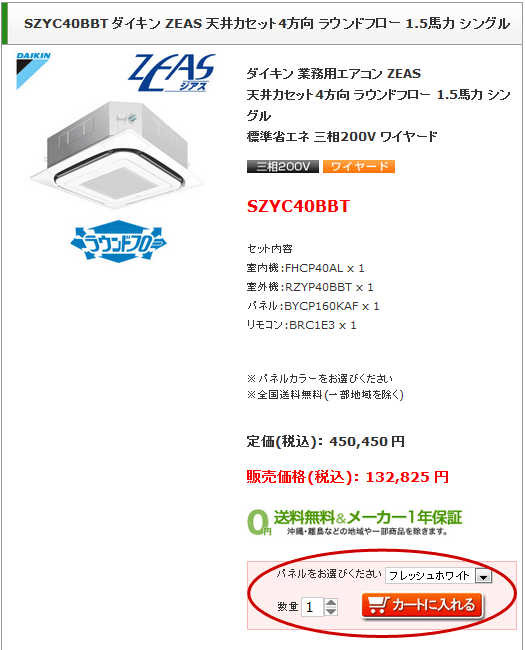 SZYC40BBT ダイキン ZEAS 天井カセット4方向 ラウンドフロー 1.5馬力 シングル
DAIKIN
ZEAS
ジアス
ラウンドフロー
ダイキン 業務用エアコン ZEAS
天井カセット4方向 ラウンドフロー 1.5馬力 シン
グル
標準省エネ 三相200V ワイヤード
三相200V ワイヤード
SZYC40BBT
セット内容
室内機:FHCP40AL x 1
室外機:RZYP40BBT x 1
パネル:BYCP160KAF x 1
リモコン:BRC1E3 x 1
※パネルカラーをお選びください
※全国送料無料(一部地域を除く)
定価(税込): 450,450円
販売価格(税込): 132,825円
0円 送料無料&メーカー1年保証
沖縄・離島などの地域や一部商品を除きます。
パネルをお選びください フレッシュホワイト
数量 1 カートに入れる